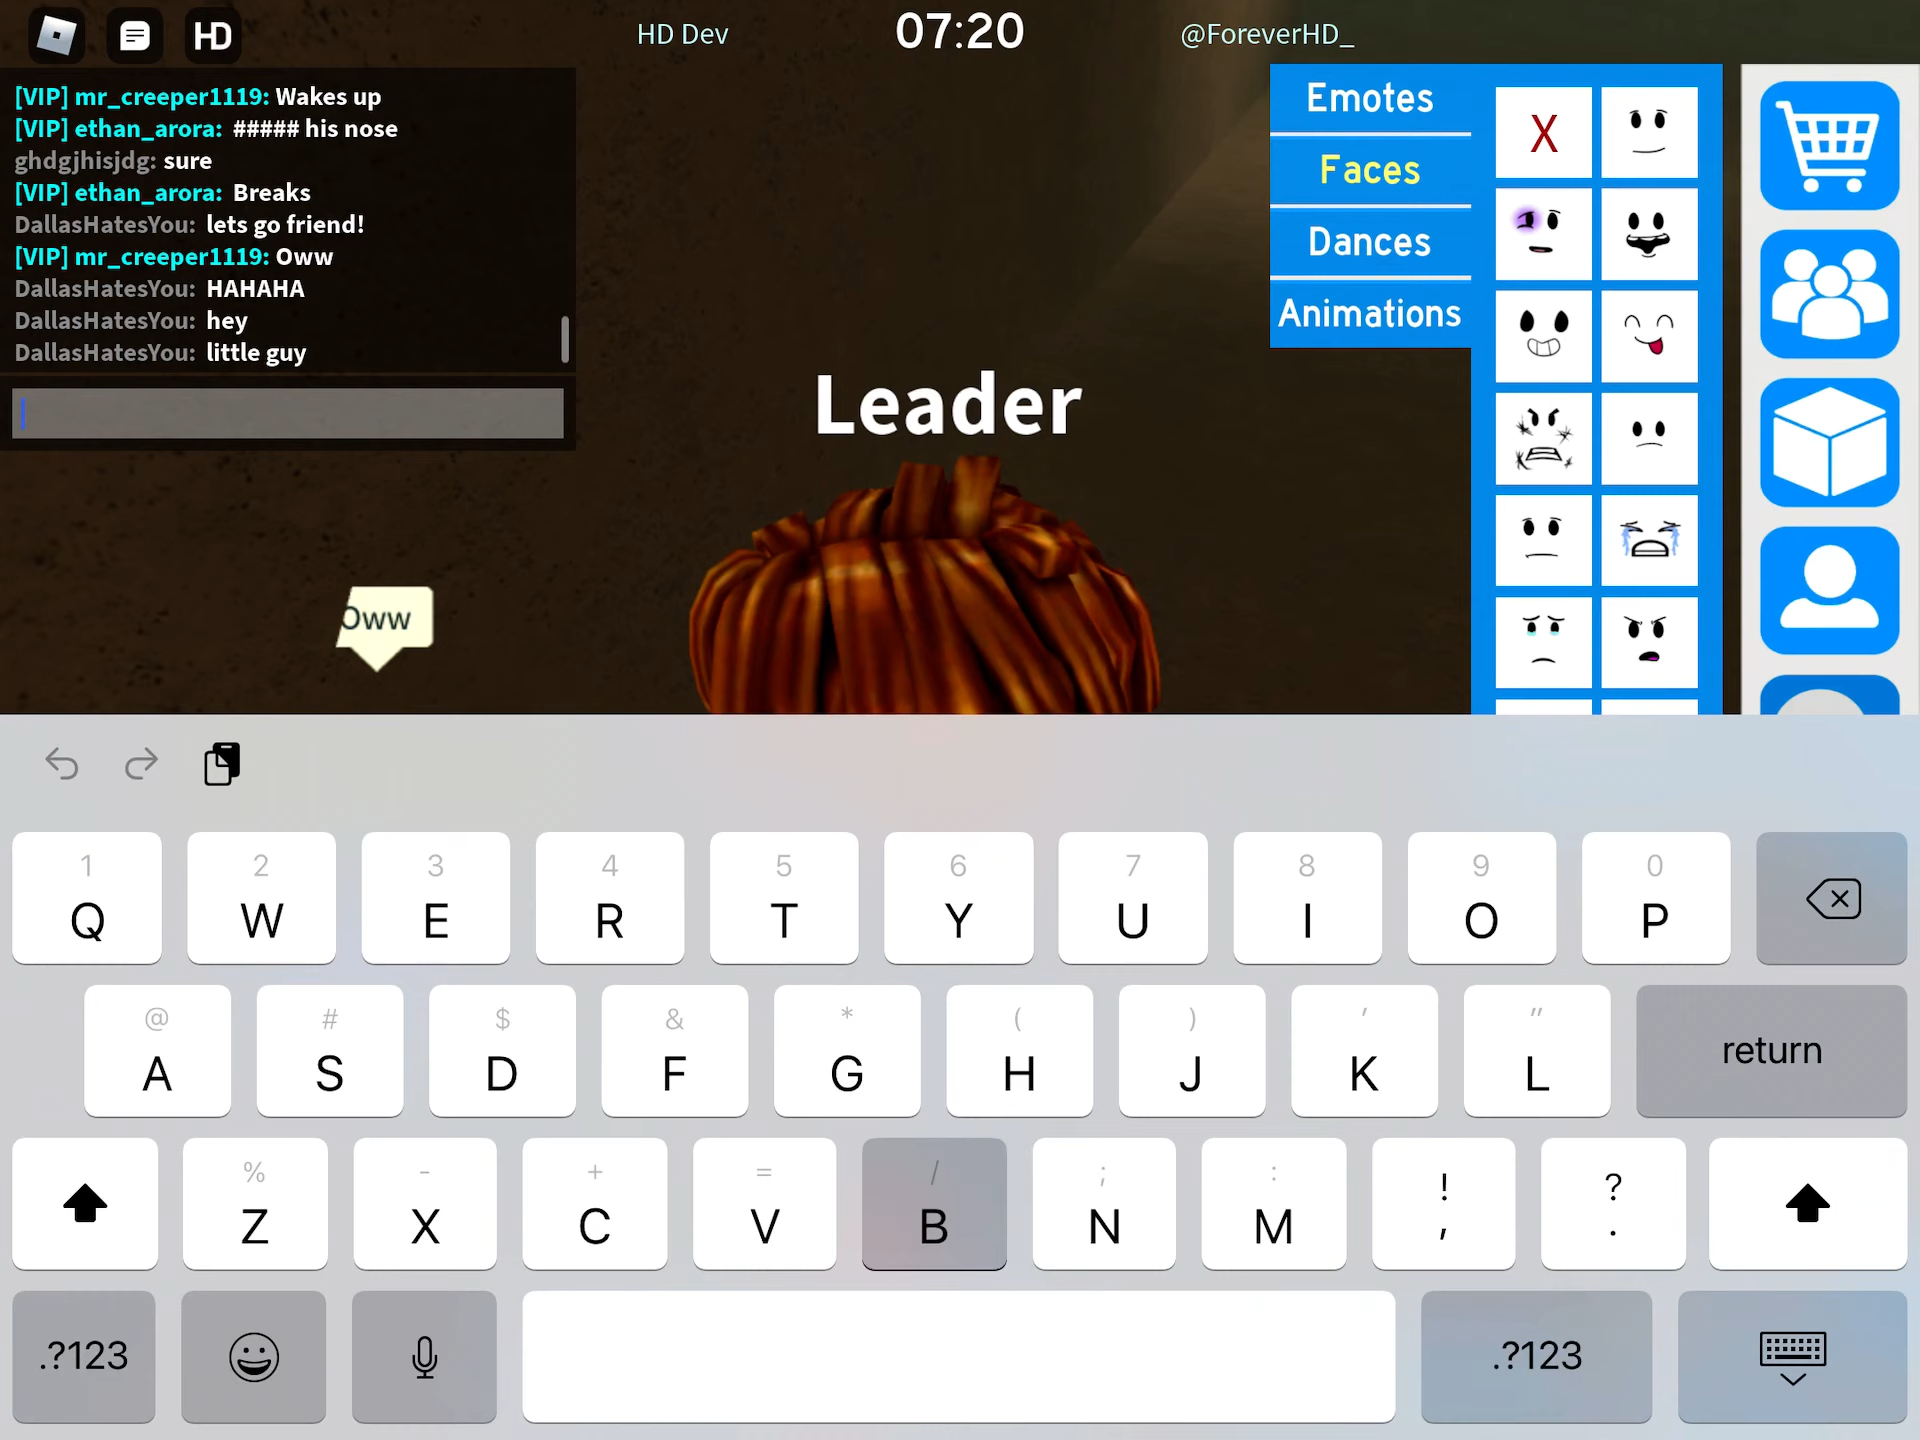 HD
HD Dev
07:20
@ForeverHD_
[VIP] mr_creeper1119: Wakes up
[VIP] ethan_arora: ##### his nose
ghdgjhisjdg: sure
[VIP] ethan_arora: Breaks
DallasHatesYou: lets go friend!
[VIP] mr_creeper1119: Oww
DallasHatesYou: HAHAHA
DallasHatesYou: hey
DallasHatesYou: little guy
Emotes
Faces
Dances
Animations
X
Leader
Oww
1 2 3 4 5 6 7 8 9 0
Q W E R T Y U I O P
@ # $ & * ( ) ' "
A S D F G H J K L return
% - + = / ; : ! ?
Z X C V B N M , .
.?123 .?123